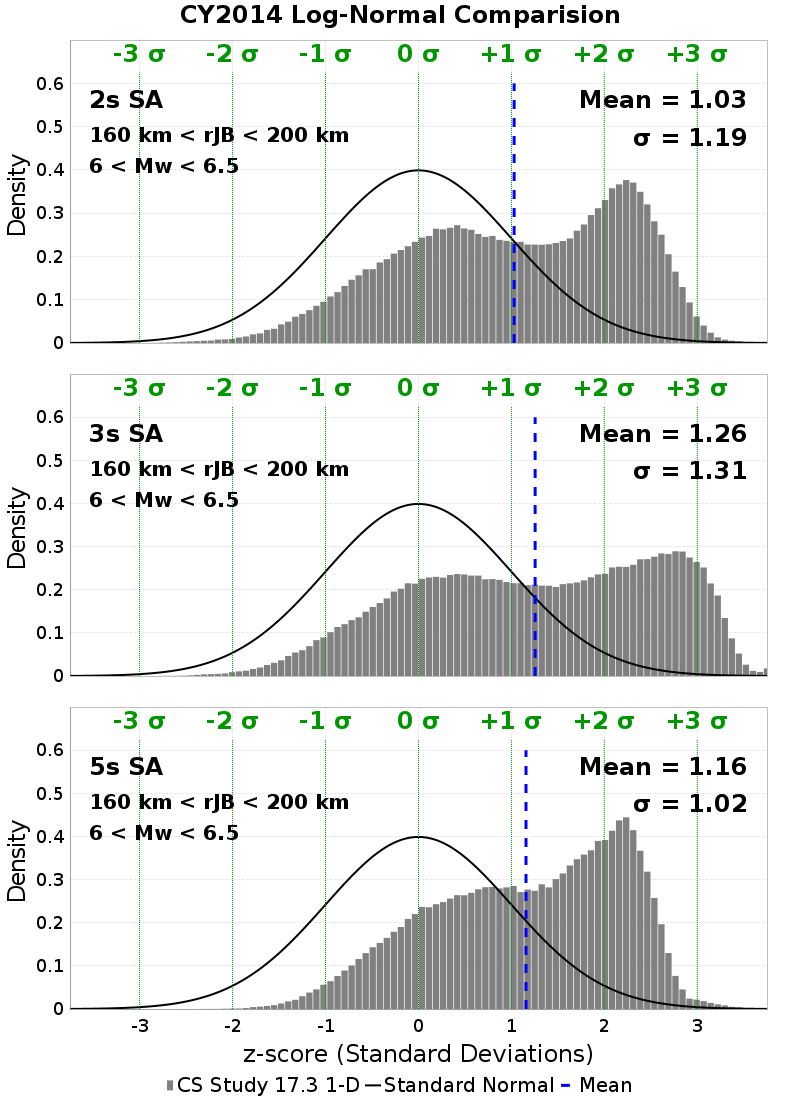 CY2014 Log-Normal Comparision
-3 σ -2 σ -1 σ 0 σ +1 σ +2 σ +3 σ
0.6
2s SA
Mean = 1.03
0.5
160 km < rJB < 200 km
σ = 1.19
6 < Mw < 6.5
0.4
0.3
0.2
0.1
0
Density
-3 σ -2 σ -1 σ 0 σ +1 σ +2 σ +3 σ
0.6
3s SA
Mean = 1.26
0.5
160 km < rJB < 200 km
σ = 1.31
6 < Mw < 6.5
0.4
0.3
0.2
0.1
0
Density
-3 σ -2 σ -1 σ 0 σ +1 σ +2 σ +3 σ
0.6
5s SA
Mean = 1.16
0.5
160 km < rJB < 200 km
σ = 1.02
6 < Mw < 6.5
0.4
0.3
0.2
0.1
0
Density
-3 -2 -1 0 1 2 3
z-score (Standard Deviations)
CS Study 17.3 1-D Standard Normal Mean